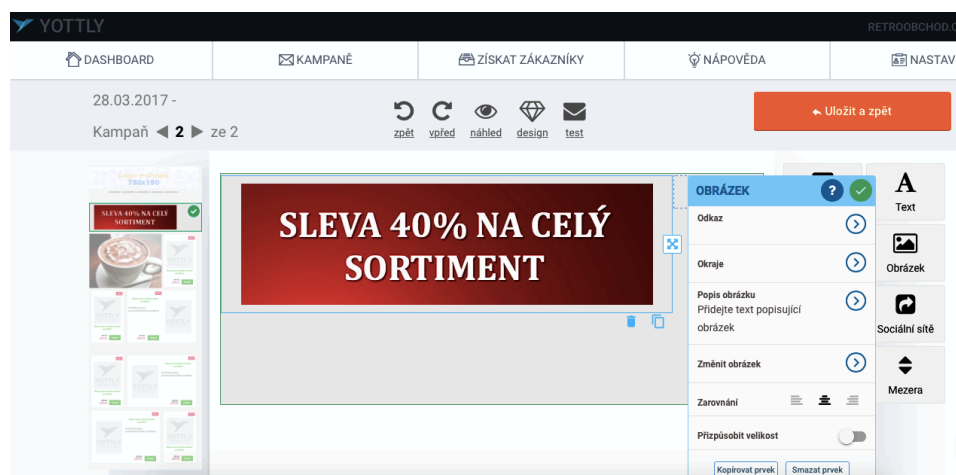 YOTTLY
RETROOBCHOD.
DASHBOARD
KAMPANĚ
ZÍSKAT ZÁKAZNÍKY
NÁPOVĚDA
NASTAV
28.03.2017 -
Kampaň ◀ 2 ▶ ze 2
zpět
vpřed
náhled
design
test
Uložit a zpět
750x150
SLEVA 40% NA CELÝ
SORTIMENT
SLEVA 40% NA CELÝ
SORTIMENT
OBRÁZEK
?
Odkaz
Okraje
Popis obrázku
Přidejte text popisující
obrázek
Změnit obrázek
Zarovnání
Přizpůsobit velikost
Kopírovat prvek
Smazat prvek
A
Text
Obrázek
Sociální sítě
Mezera